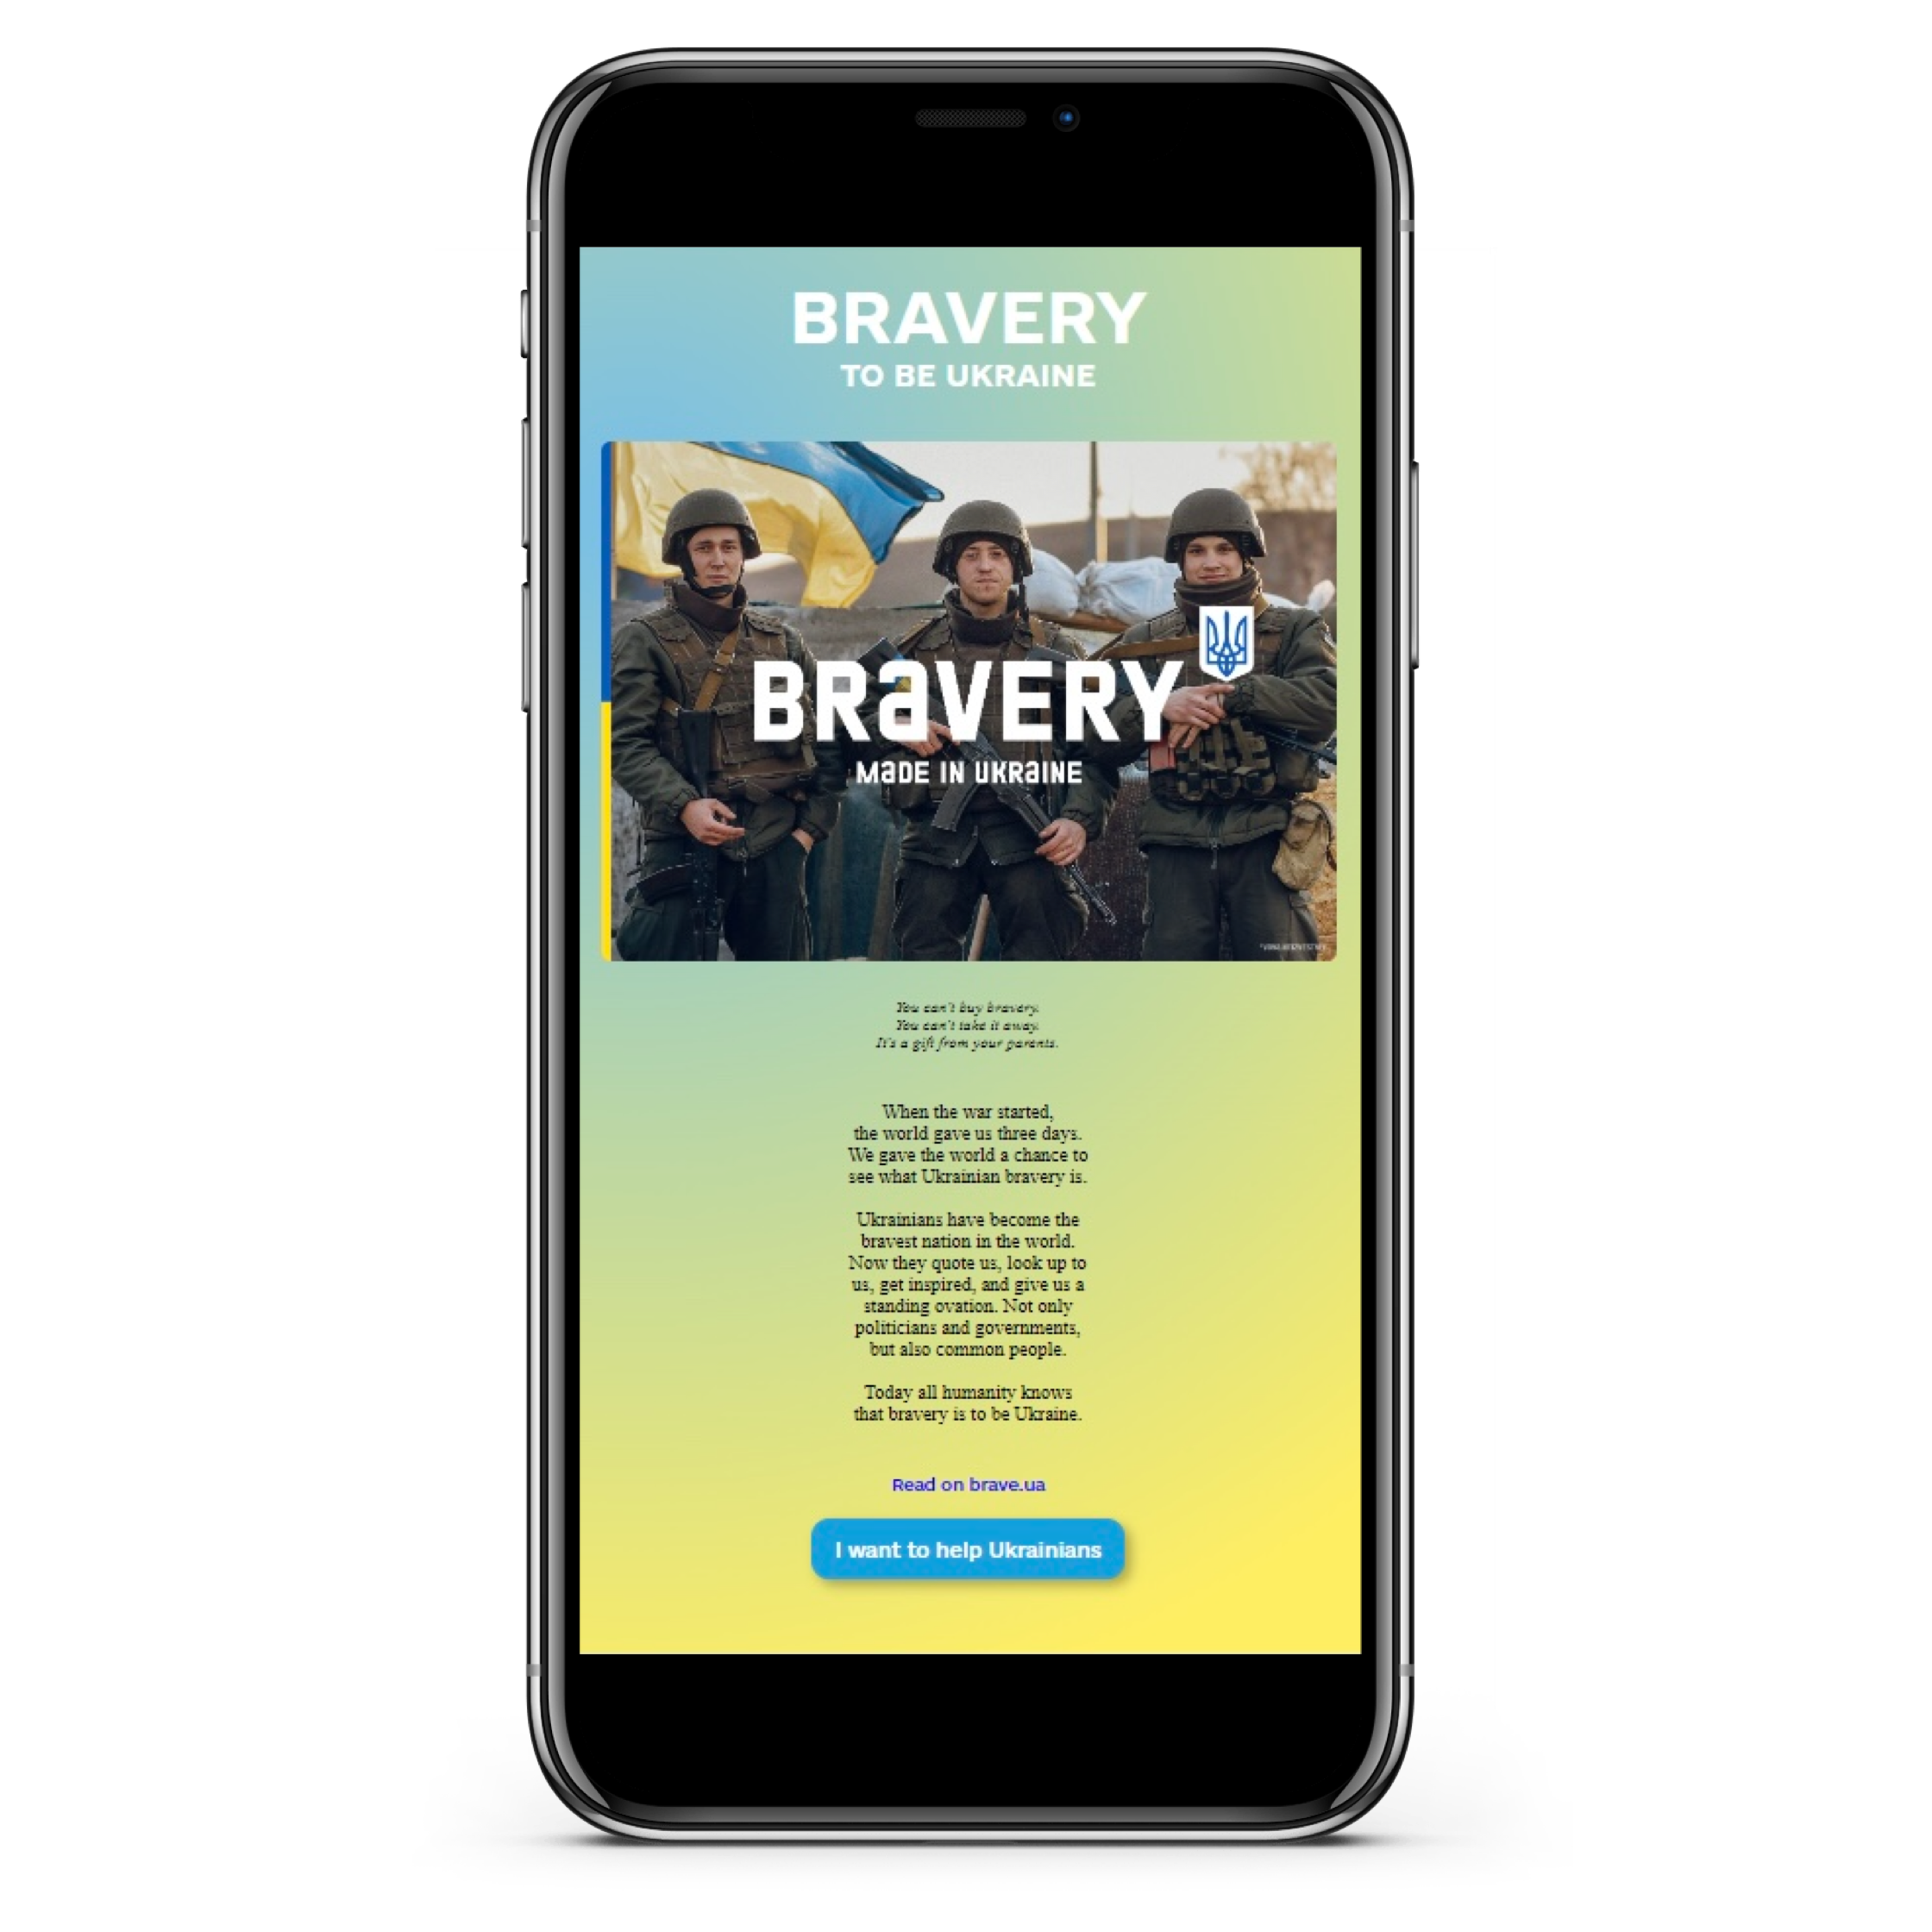 BRAVERY
TO BE UKRAINE
BRaVERY
MaDE IN UKRaINE
You can't buy bravery.
You can't take it away.
It's a gift from your parents.
When the war started,
the world gave us three days.
We gave the world a chance to
see what Ukrainian bravery is.
Ukrainians have become the
bravest nation in the world.
Now they quote us, look up to
us, get inspired, and give us a
standing ovation. Not only
politicians and governments,
but also common people.
Today all humanity knows
that bravery is to be Ukraine.
Read on brave.ua
I want to help Ukrainians